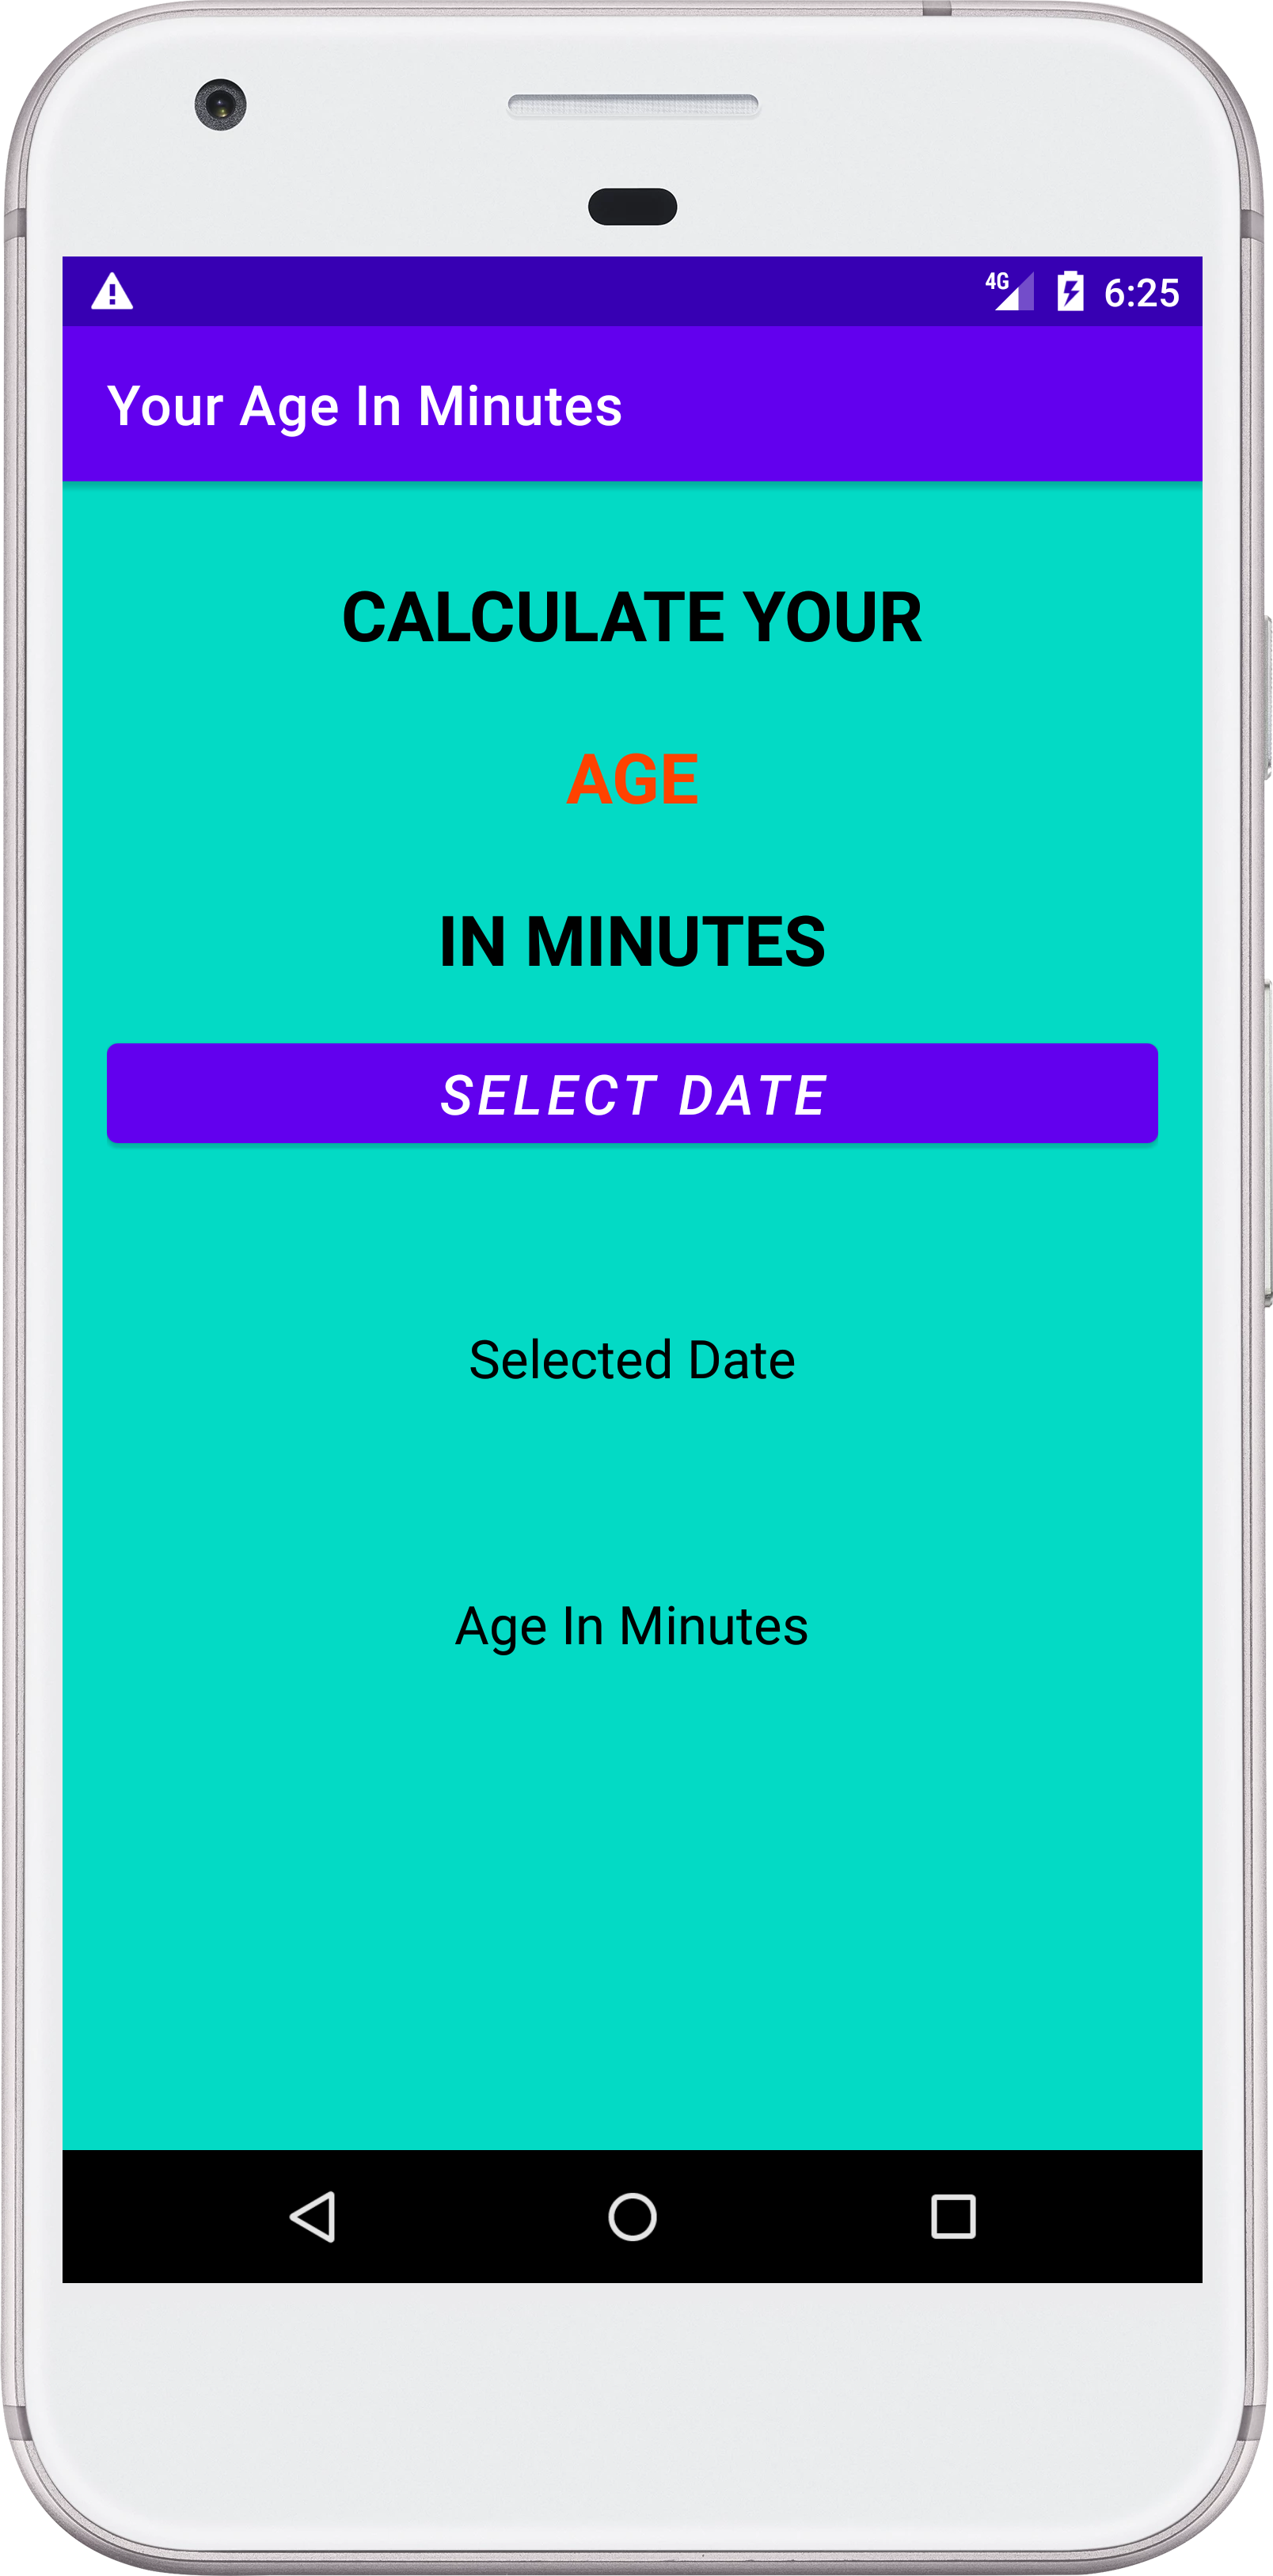 4G 6:25
Your Age In Minutes
CALCULATE YOUR
AGE
IN MINUTES
SELECT DATE
Selected Date
Age In Minutes